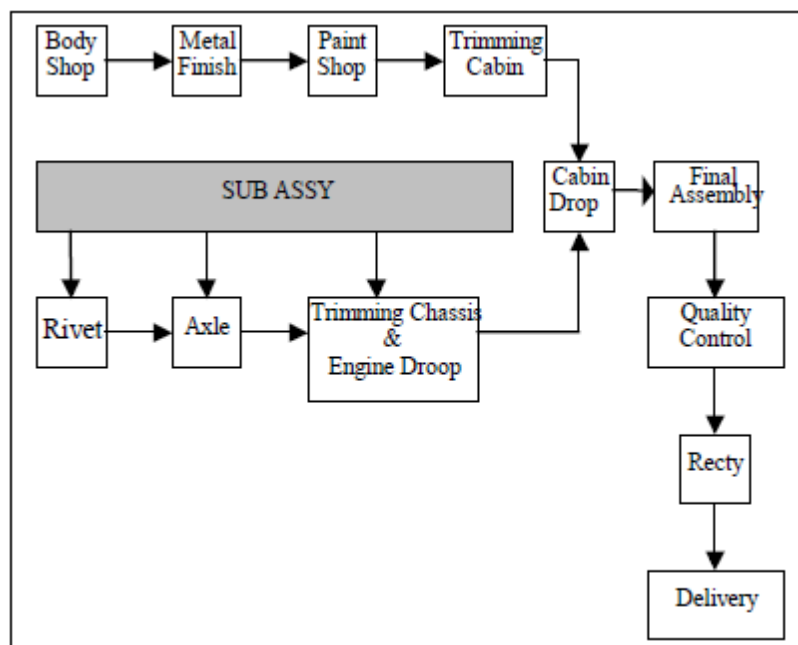 Body
Shop
Metal
Finish
Paint
Shop
Trimming
Cabin
SUB ASSY
Cabin
Drop
Final
Assembly
Rivet
Axle
Trimming Chassis
&
Engine Droop
Quality
Control
Recty
Delivery